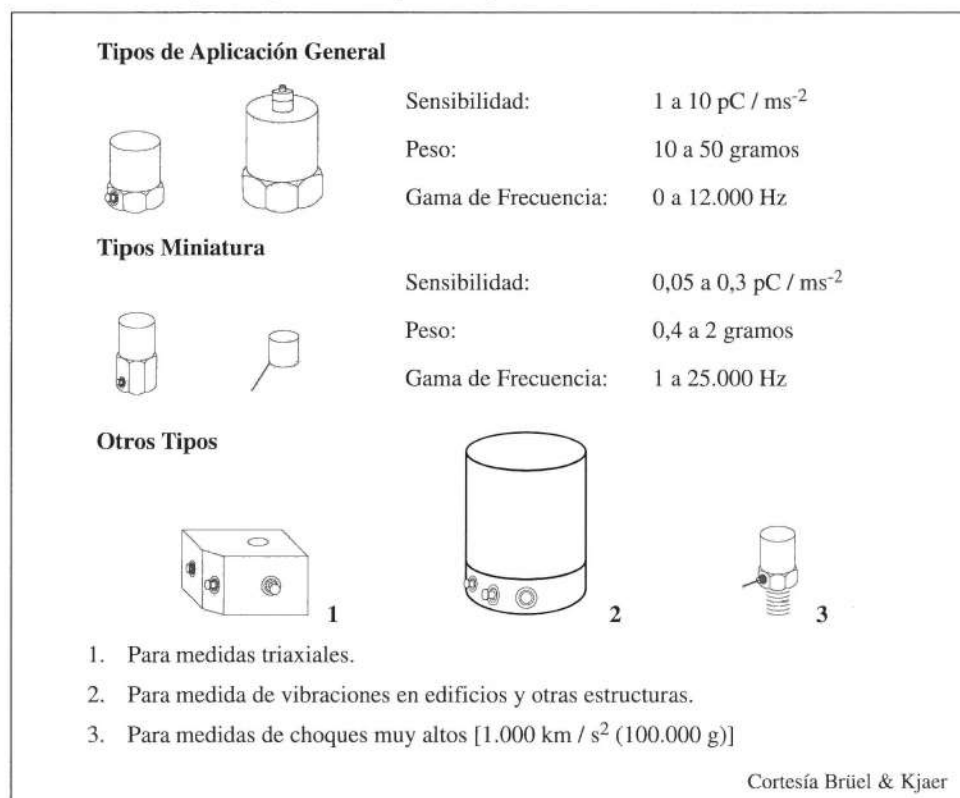 Tipos de Aplicación General
Sensibilidad: 1 a 10 pC / ms⁻²
Peso: 10 a 50 gramos
Gama de Frecuencia: 0 a 12.000 Hz
Tipos Miniatura
Sensibilidad: 0,05 a 0,3 pC / ms⁻²
Peso: 0,4 a 2 gramos
Gama de Frecuencia: 1 a 25.000 Hz
Otros Tipos
1 2 3
1. Para medidas triaxiales.
2. Para medida de vibraciones en edificios y otras estructuras.
3. Para medidas de choques muy altos [1.000 km / s² (100.000 g)]
Cortesía Brüel & Kjaer